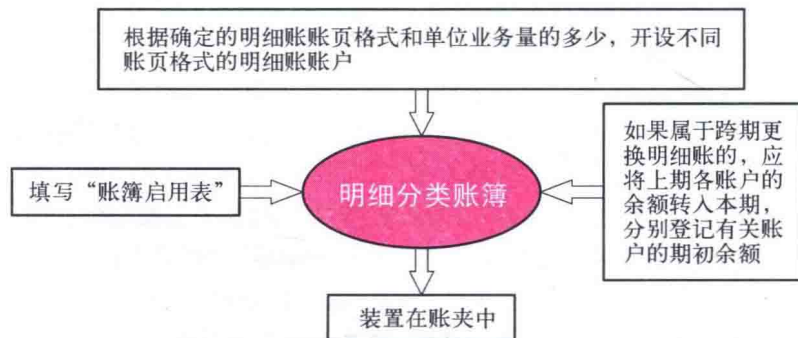 根据确定的明细账账页格式和单位业务量的多少，开设不同
账页格式的明细账账户
填写“账簿启用表”
明细分类账簿
如果属于跨期更
换明细账的，应
将上期各账户的
余额转入本期，
分别登记有关账
户的期初余额
装置在账夹中